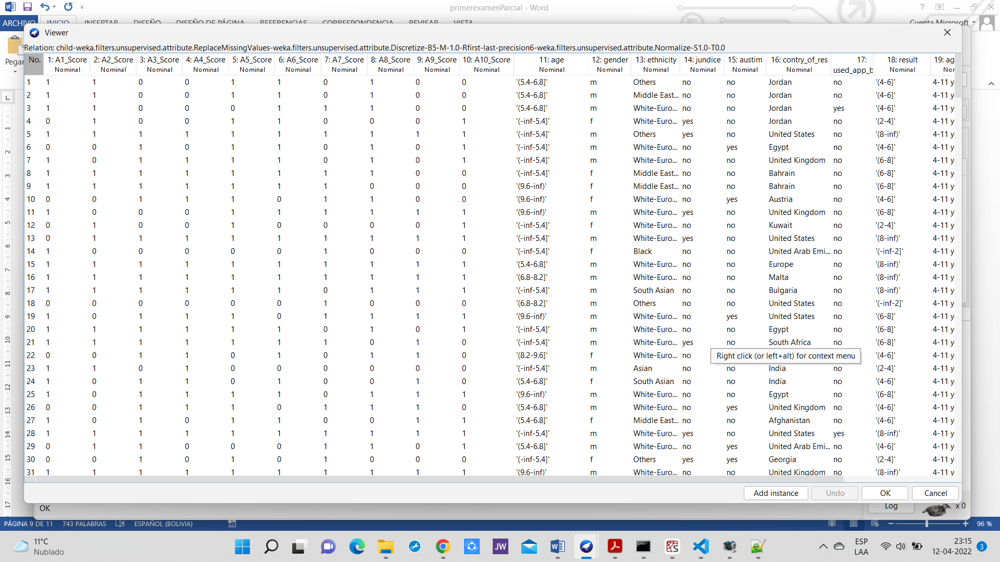 primerexamenParcial - Word
ARCHIVO INICIO INSERTAR DISEÑO DISEÑO DE PÁGINA REFERENCIAS CORRESPONDENCIA REVISAR VISTA Cuenta Microsoft
Viewer
Relation: child-weka.filters.unsupervised.attribute.ReplaceMissingValues-weka.filters.unsupervised.attribute.Discretize-B5-M-1.0-Rfirst-last-precision6-weka.filters.unsupervised.attribute.Normalize-S1.0-T0.0
Pegar
No. 1: A1_Score 2: A2_Score 3: A3_Score 4: A4_Score 5: A5_Score 6: A6_Score 7: A7_Score 8: A8_Score 9: A9_Score 10: A10_Score 11: age 12: gender 13: ethnicity 14: jundice 15: austim 16: contry_of_res 17: used_app_b 18: result 19: ag
Nominal Nominal Nominal Nominal Nominal Nominal Nominal Nominal Nominal Nominal Nominal Nominal Nominal Nominal Nominal Nominal Nominal Nor
1 1 1 0 0 1 1 0 1 0 0 '(5.4-6.8]' m Others no no Jordan no '(4-6]' 4-11 y
2 1 1 0 0 1 1 0 1 0 0 '(5.4-6.8]' m Middle East... no no Jordan no '(4-6]' 4-11 y
3 1 1 0 0 0 1 1 1 0 0 '(5.4-6.8]' m White-Euro... no no Jordan yes '(4-6]' 4-11 y
4 0 1 0 0 1 1 0 0 0 1 '(-inf-5.4]' f White-Euro... yes no Jordan no '(2-4]' 4-11 y
5 1 1 1 1 1 1 1 1 1 1 '(-inf-5.4]' m Others yes no United States no '(8-inf)' 4-11 y
6 0 0 1 0 1 1 0 1 0 1 '(-inf-5.4]' m White-Euro... no yes Egypt no '(4-6]' 4-11 y
7 1 0 1 1 1 1 0 1 0 1 '(-inf-5.4]' m White-Euro... no no United Kingdom no '(6-8]' 4-11 y
8 1 1 1 1 1 1 1 1 0 0 '(-inf-5.4]' f Middle East... no no Bahrain no '(6-8]' 4-11 y
9 1 1 1 1 1 1 1 0 0 0 '(9.6-inf)' f Middle East... no no Bahrain no '(6-8]' 4-11 y
10 0 0 1 1 1 0 1 1 0 0 '(9.6-inf)' f White-Euro... no yes Austria no '(4-6]' 4-11 y
11 1 0 0 0 1 1 1 1 1 1 '(9.6-inf)' m White-Euro... yes no United Kingdom no '(6-8]' 4-11 y
12 0 1 0 0 1 0 0 0 0 1 '(-inf-5.4]' f White-Euro... no no Kuwait no '(2-4]' 4-11 y
13 0 1 1 1 1 1 1 1 1 1 '(-inf-5.4]' m White-Euro... yes no United States no '(8-inf)' 4-11 y
14 1 0 0 0 0 0 1 0 0 0 '(-inf-5.4]' f Black no no United Arab Emi... no '(-inf-2]' 4-11 y
15 1 1 1 1 1 1 1 1 1 1 '(5.4-6.8]' m White-Euro... no no Europe no '(8-inf)' 4-11 y
16 1 1 1 1 1 1 1 1 1 1 '(6.8-8.2]' m White-Euro... no no Malta no '(8-inf)' 4-11 y
17 1 1 1 1 1 1 0 1 1 1 '(-inf-5.4]' m South Asian no no Bulgaria no '(8-inf)' 4-11 y
18 0 0 0 0 0 0 1 0 0 0 '(6.8-8.2]' m Others no no United States no '(-inf-2]' 4-11 y
19 1 0 1 1 1 0 1 1 1 1 '(9.6-inf)' m White-Euro... no yes United States no '(6-8]' 4-11 y
20 1 1 1 1 1 1 0 1 0 1 '(-inf-5.4]' m White-Euro... no no Egypt no '(6-8]' 4-11 y
21 1 1 1 1 1 1 1 0 1 0 '(-inf-5.4]' m White-Euro... yes no South Africa no '(6-8]' 4-11 y
22 0 0 1 1 0 1 0 1 1 0 '(8.2-9.6]' f White-Euro... no Right click (or left+alt) for context menu '(4-6]' 4-11 y
23 1 1 0 1 0 0 0 0 0 0 '(-inf-5.4]' m Asian no no India no '(2-4]' 4-11 y
24 1 0 1 1 0 1 0 0 1 0 '(5.4-6.8]' f South Asian no no India no '(4-6]' 4-11 y
25 1 0 1 1 1 1 0 1 1 1 '(9.6-inf)' m White-Euro... no no Egypt no '(6-8]' 4-11 y
26 0 0 1 1 1 0 1 1 1 0 '(5.4-6.8]' m White-Euro... no yes United Kingdom no '(4-6]' 4-11 y
27 1 0 1 0 1 1 0 0 1 1 '(5.4-6.8]' f Middle East... no no Afghanistan no '(4-6]' 4-11 y
28 1 1 1 1 1 1 1 1 1 1 '(-inf-5.4]' m White-Euro... yes no United States yes '(8-inf)' 4-11 y
29 0 1 1 0 0 0 1 1 0 1 '(5.4-6.8]' m White-Euro... no yes United Arab Emi... no '(4-6]' 4-11 y
30 0 0 1 0 1 0 1 0 0 0 '(-inf-5.4]' f Others yes yes Georgia no '(2-4]' 4-11 y
31 1 1 1 1 1 1 1 1 1 1 '(9.6-inf)' m White-Euro... no no United Kingdom no '(8-inf)' 4-11 y
Add instance Undo OK Cancel
OK Log x 0
PÁGINA 9 DE 11 743 PALABRAS ESPAÑOL (BOLIVIA) 96 %
11°C
Nublado
JW
ESP
LAA
23:15
12-04-2022
3